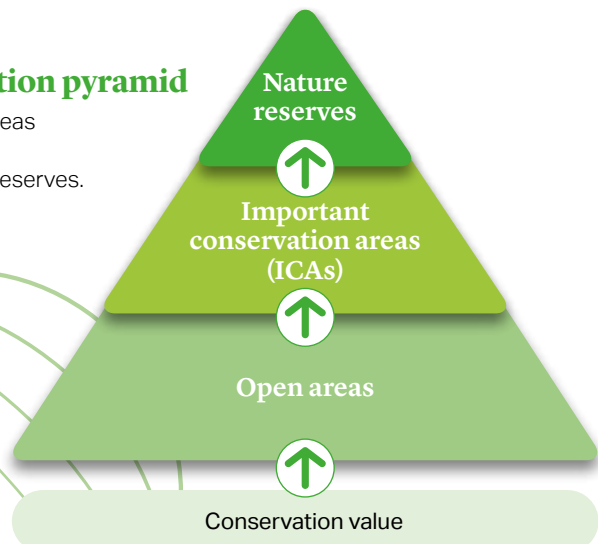 tion pyramid
eas
eserves.
Nature
reserves
Important
conservation areas
(ICAs)
Open areas
Conservation value